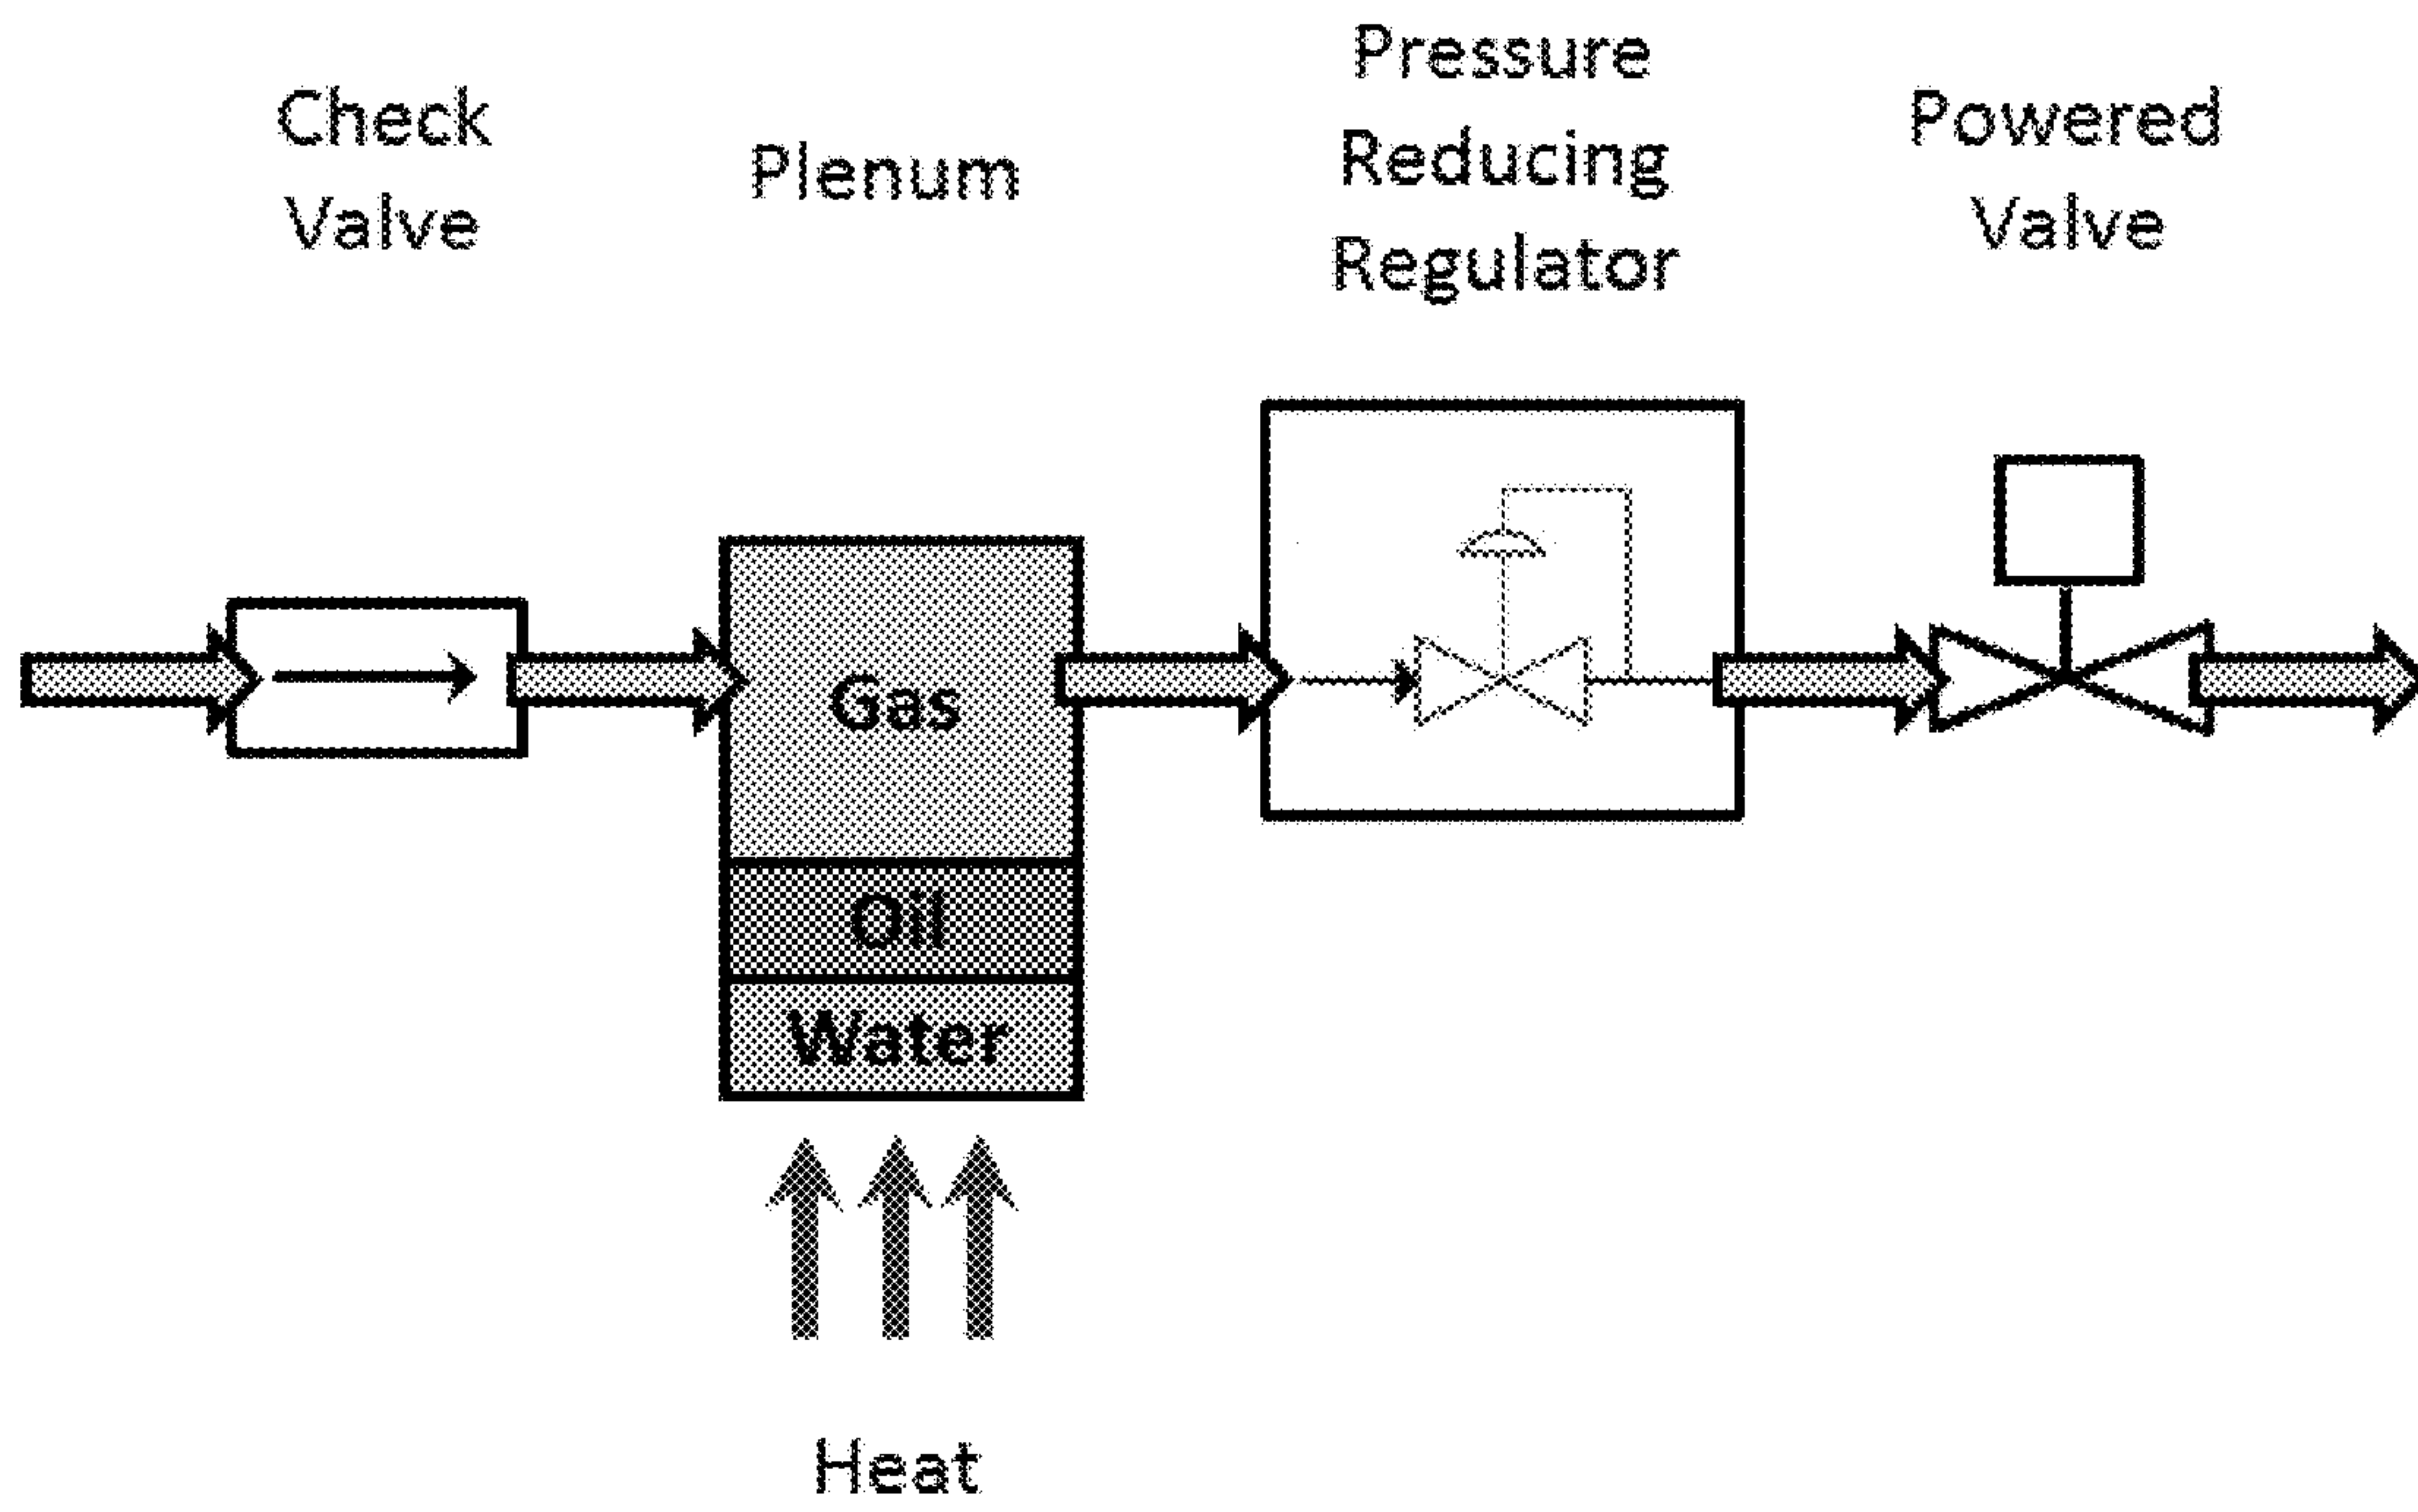 Check
Valve
Plenum
Pressure
Reducing
Regulator
Powered
Valve
Gas
Oil
Water
Heat